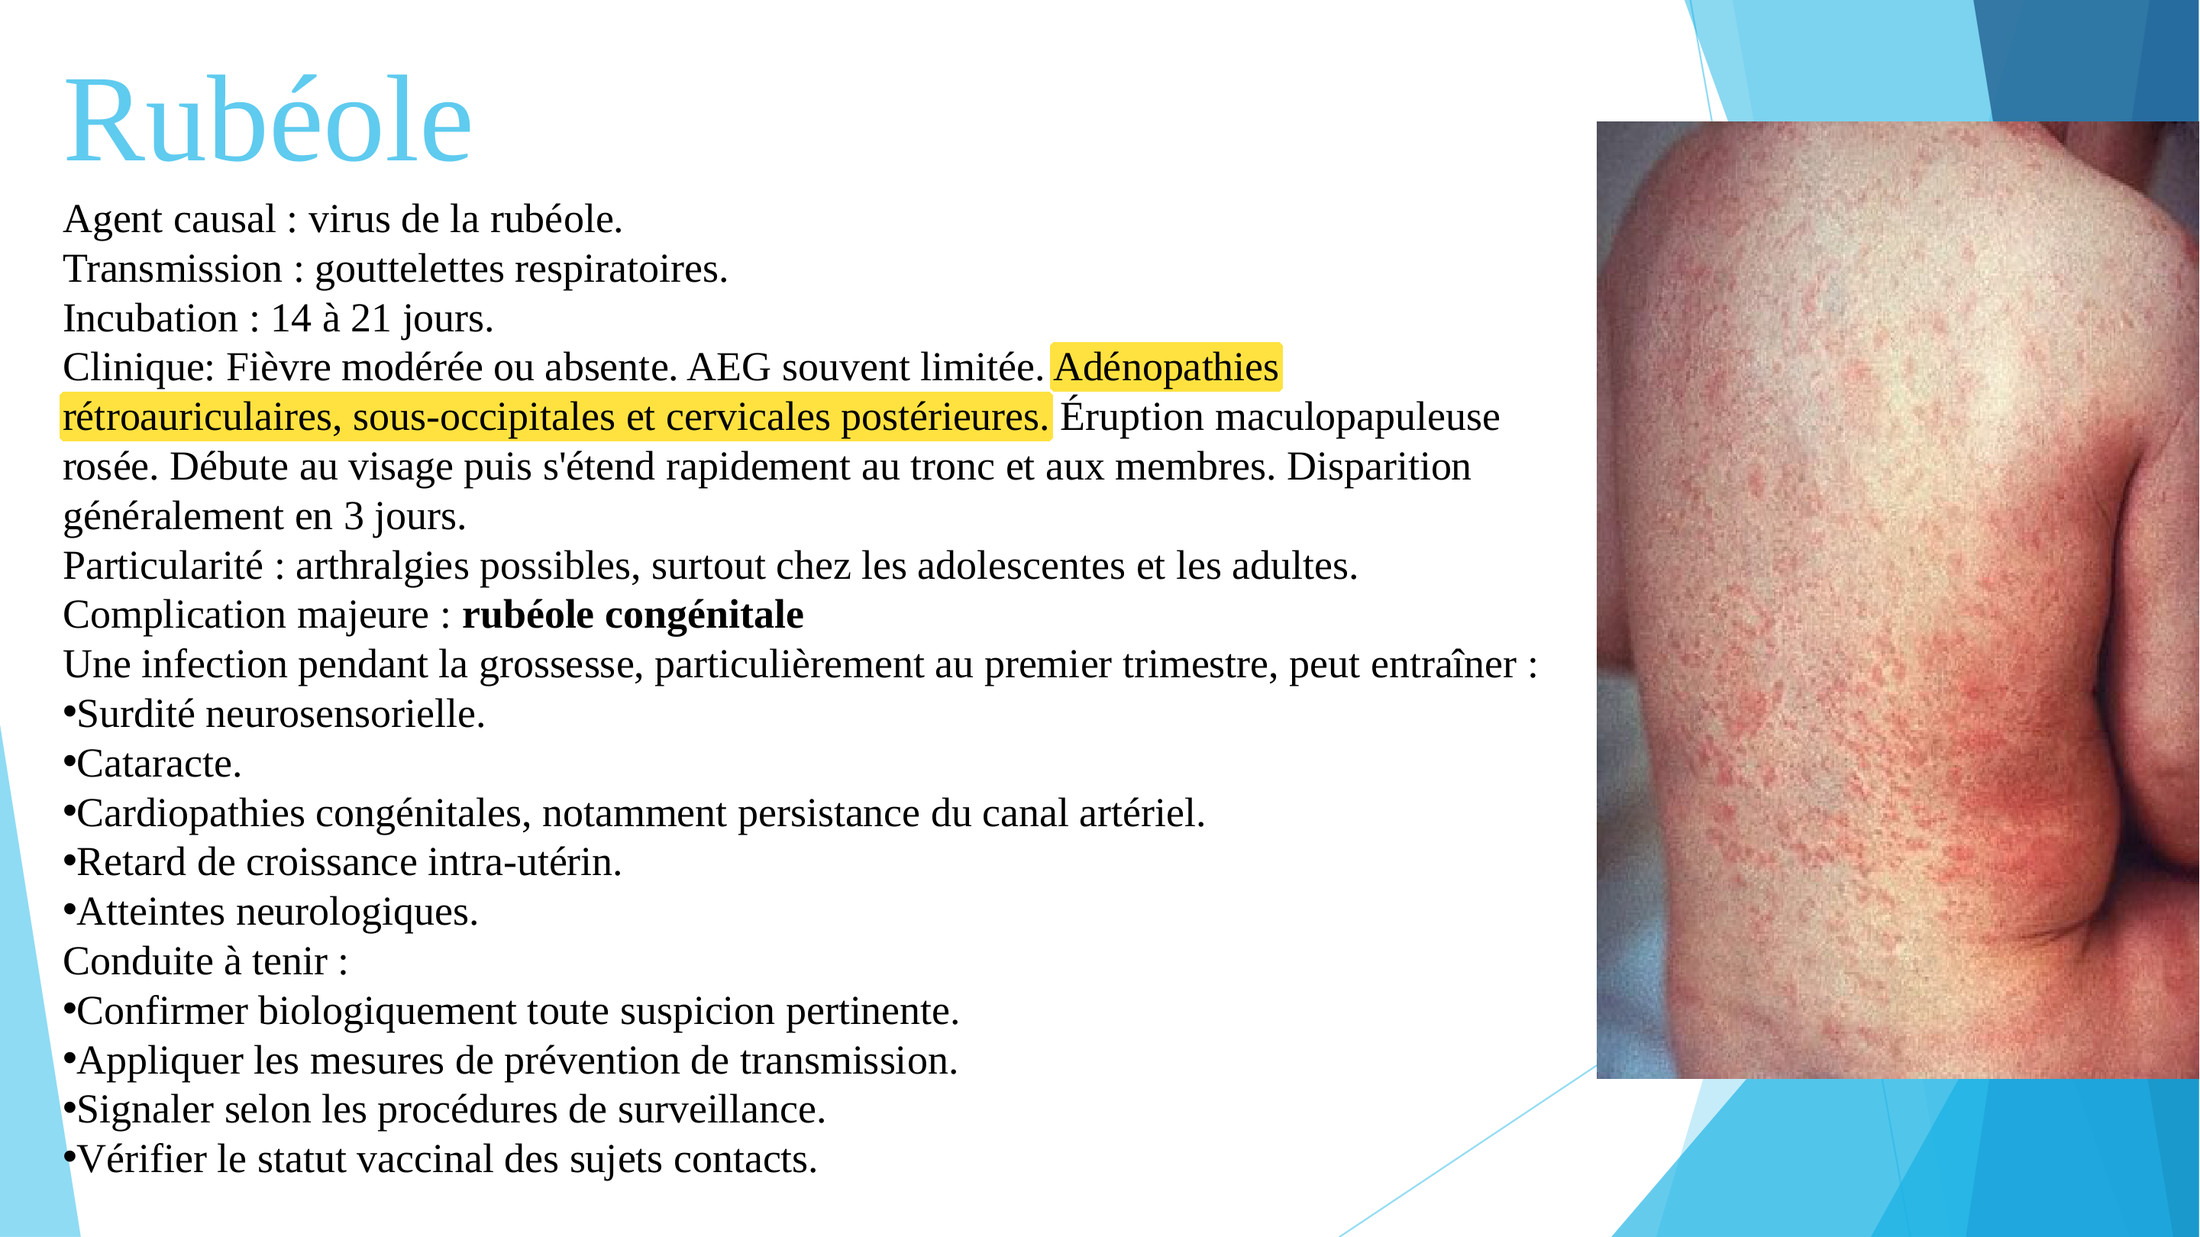 Rubéole
Agent causal : virus de la rubéole.
Transmission : gouttelettes respiratoires.
Incubation : 14 à 21 jours.
Clinique: Fièvre modérée ou absente. AEG souvent limitée. Adénopathies
rétroauriculaires, sous-occipitales et cervicales postérieures. Éruption maculopapuleuse
rosée. Débute au visage puis s'étend rapidement au tronc et aux membres. Disparition
généralement en 3 jours.
Particularité : arthralgies possibles, surtout chez les adolescentes et les adultes.
Complication majeure : rubéole congénitale
Une infection pendant la grossesse, particulièrement au premier trimestre, peut entraîner :
•Surdité neurosensorielle.
•Cataracte.
•Cardiopathies congénitales, notamment persistance du canal artériel.
•Retard de croissance intra-utérin.
•Atteintes neurologiques.
Conduite à tenir :
•Confirmer biologiquement toute suspicion pertinente.
•Appliquer les mesures de prévention de transmission.
•Signaler selon les procédures de surveillance.
•Vérifier le statut vaccinal des sujets contacts.